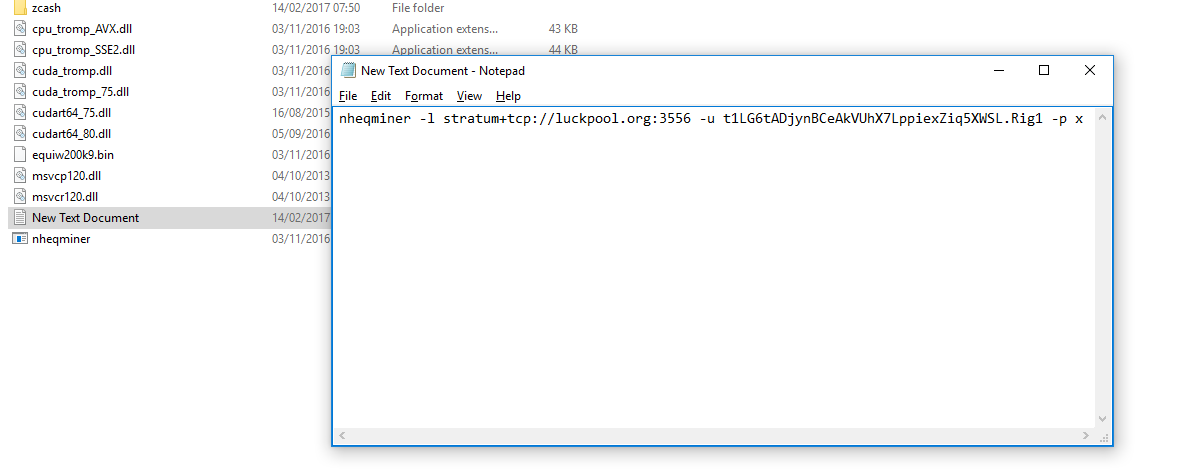 zcash 14/02/2017 07:50 File folder
cpu_tromp_AVX.dll 03/11/2016 19:03 Application extens... 43 KB
cpu_tromp_SSE2.dll 03/11/2016 19:03 Application extens... 44 KB
cuda_tromp.dll 03/11/2016
cuda_tromp_75.dll 03/11/2016
cudart64_75.dll 16/08/2015
cudart64_80.dll 05/09/2016
equiw200k9.bin 03/11/2016
msvcp120.dll 04/10/2013
msvcr120.dll 04/10/2013
New Text Document 14/02/2017
nheqminer 03/11/2016
New Text Document - Notepad
File Edit Format View Help
nheqminer -l stratum+tcp://luckpool.org:3556 -u t1LG6tADjynBCeAkVUhX7LppiexZiq5XWSL.Rig1 -p x